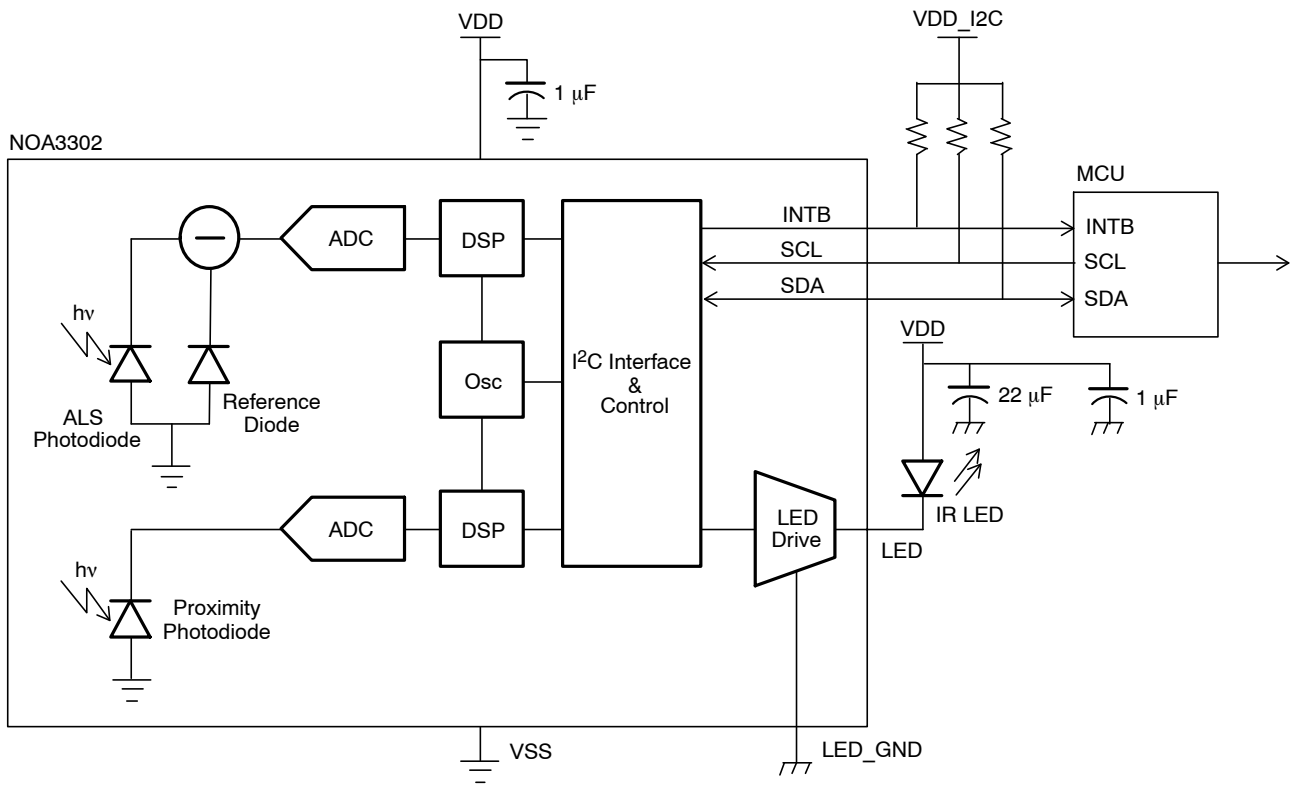 VDD
1 μF
VDD_I2C
NOA3302
MCU
ADC
DSP
INTB
SCL
SDA
INTB
SCL
SDA
hν
ALS
Photodiode
Reference
Diode
Osc
I²C Interface
&
Control
VDD
22 μF
1 μF
IR LED
ADC
DSP
LED
Drive
LED
hν
Proximity
Photodiode
VSS
LED_GND